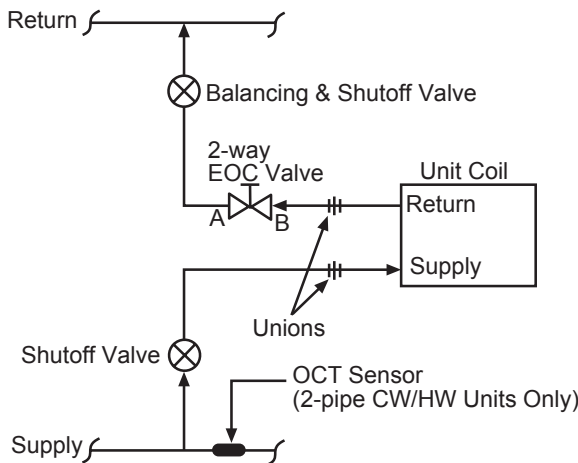 Return
Balancing & Shutoff Valve
2-way
EOC Valve
Unit Coil
A
B
Return
Supply
Unions
Shutoff Valve
OCT Sensor
(2-pipe CW/HW Units Only)
Supply